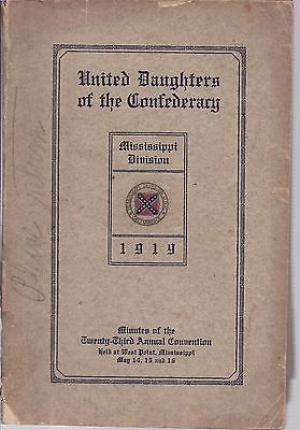 United Daughters
of the Confederacy
Mississippi
Division
1919
Minutes of the
Twenty-Third Annual Convention
Held at West Point, Mississippi
May 14, 15 and 16